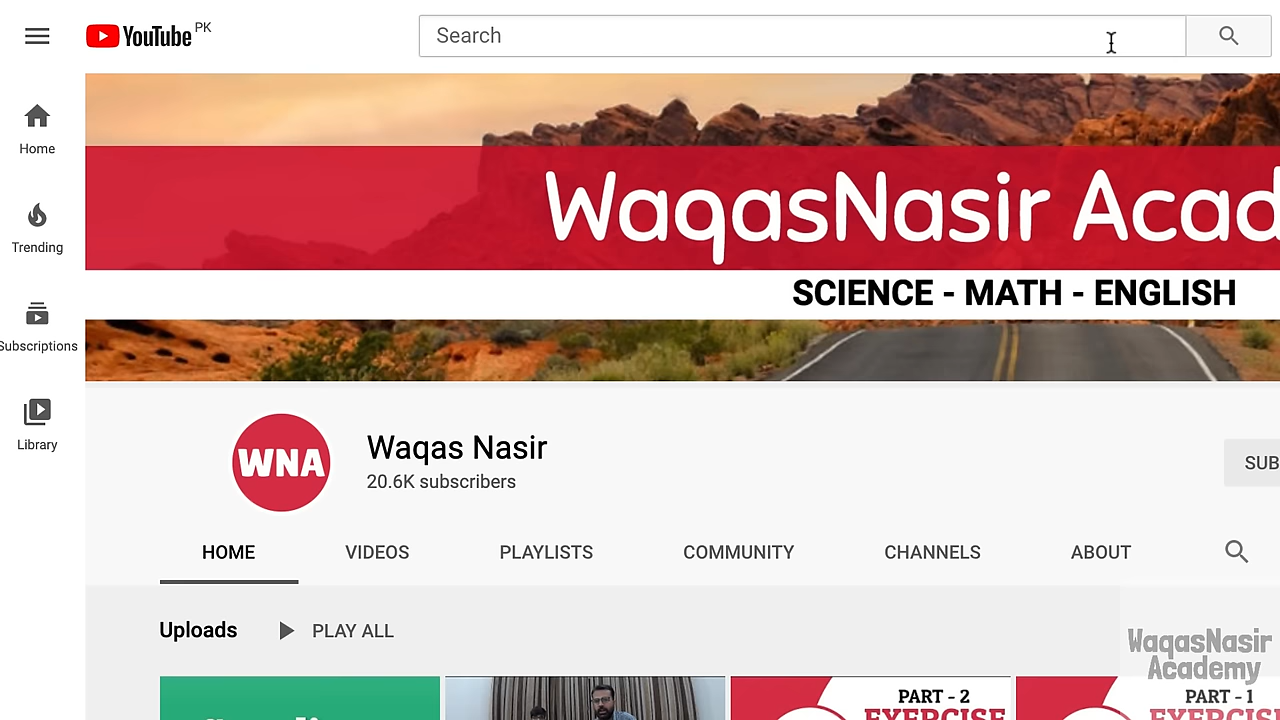 YouTube PK
Search
Home
Trending
Subscriptions
Library
WaqasNasir Acad
SCIENCE - MATH - ENGLISH
WNA
Waqas Nasir
20.6K subscribers
SUB
HOME VIDEOS PLAYLISTS COMMUNITY CHANNELS ABOUT
Uploads PLAY ALL
WaqasNasir
Academy
PART - 2
EXERCISE
PART - 1
EXERCIS